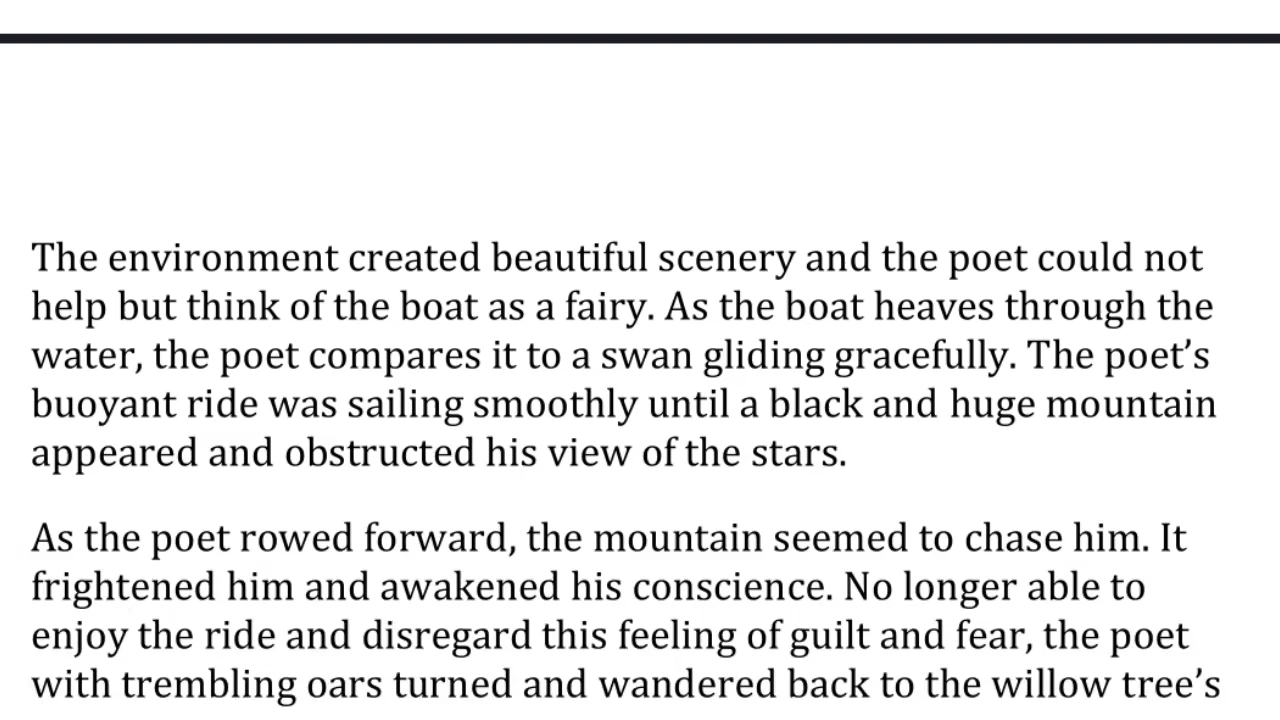 The environment created beautiful scenery and the poet could not
help but think of the boat as a fairy. As the boat heaves through the
water, the poet compares it to a swan gliding gracefully. The poet’s
buoyant ride was sailing smoothly until a black and huge mountain
appeared and obstructed his view of the stars.
As the poet rowed forward, the mountain seemed to chase him. It
frightened him and awakened his conscience. No longer able to
enjoy the ride and disregard this feeling of guilt and fear, the poet
with trembling oars turned and wandered back to the willow tree’s